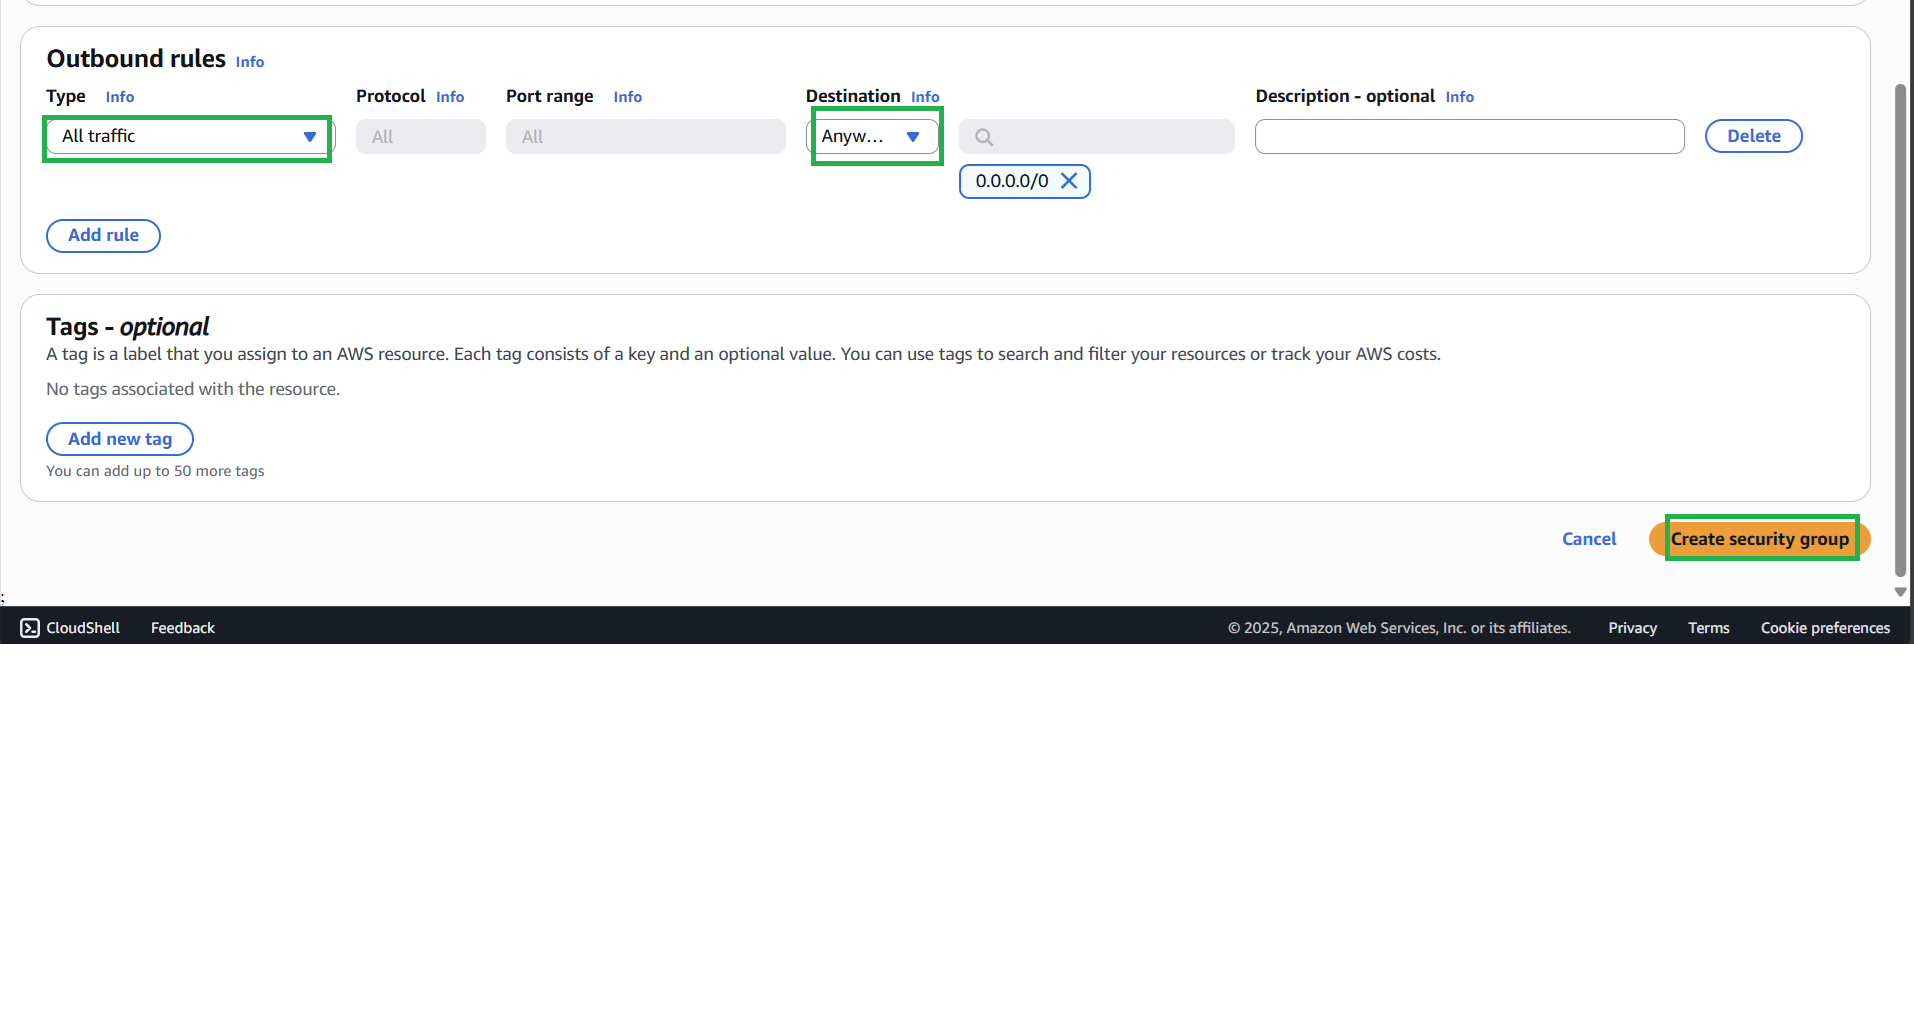 Outbound rules Info
Type Info Protocol Info Port range Info Destination Info Description - optional Info
All traffic All All Anyw... Delete
0.0.0.0/0
Add rule
Tags - optional
A tag is a label that you assign to an AWS resource. Each tag consists of a key and an optional value. You can use tags to search and filter your resources or track your AWS costs.
No tags associated with the resource.
Add new tag
You can add up to 50 more tags
Cancel Create security group
;
CloudShell Feedback © 2025, Amazon Web Services, Inc. or its affiliates. Privacy Terms Cookie preferences